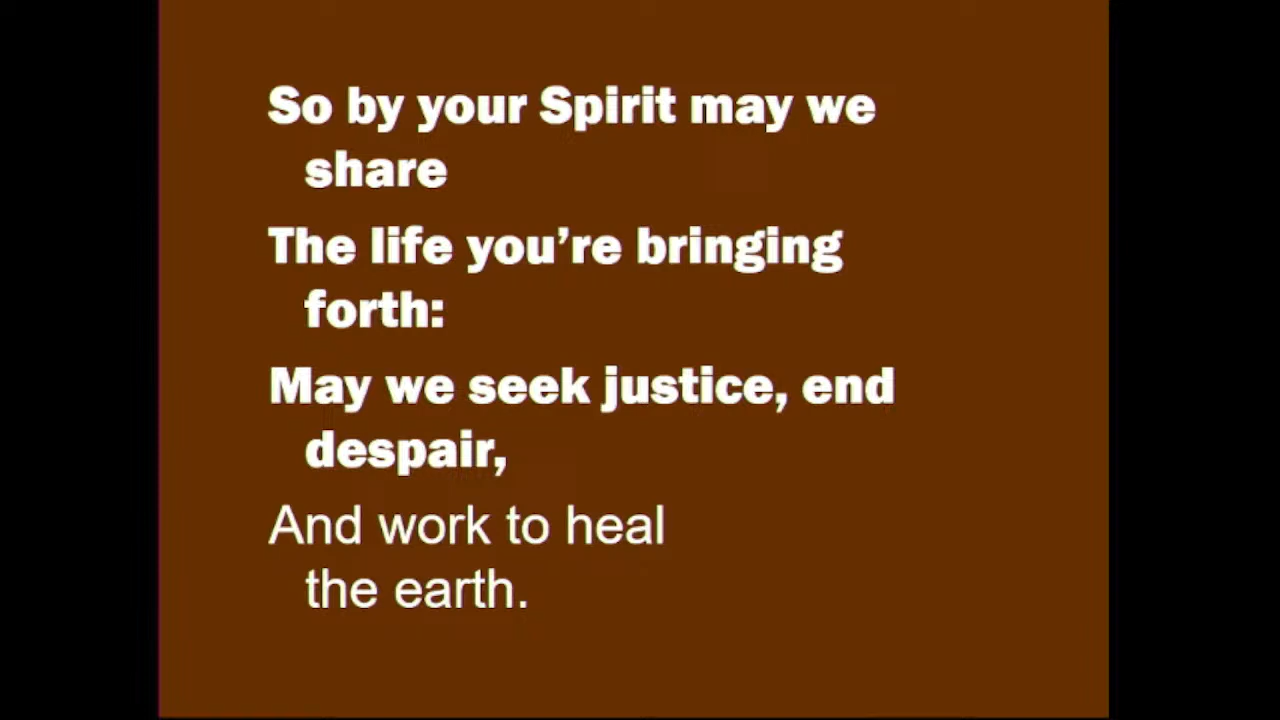 So by your Spirit may we
share
The life you’re bringing
forth:
May we seek justice, end
despair,
And work to heal
the earth.